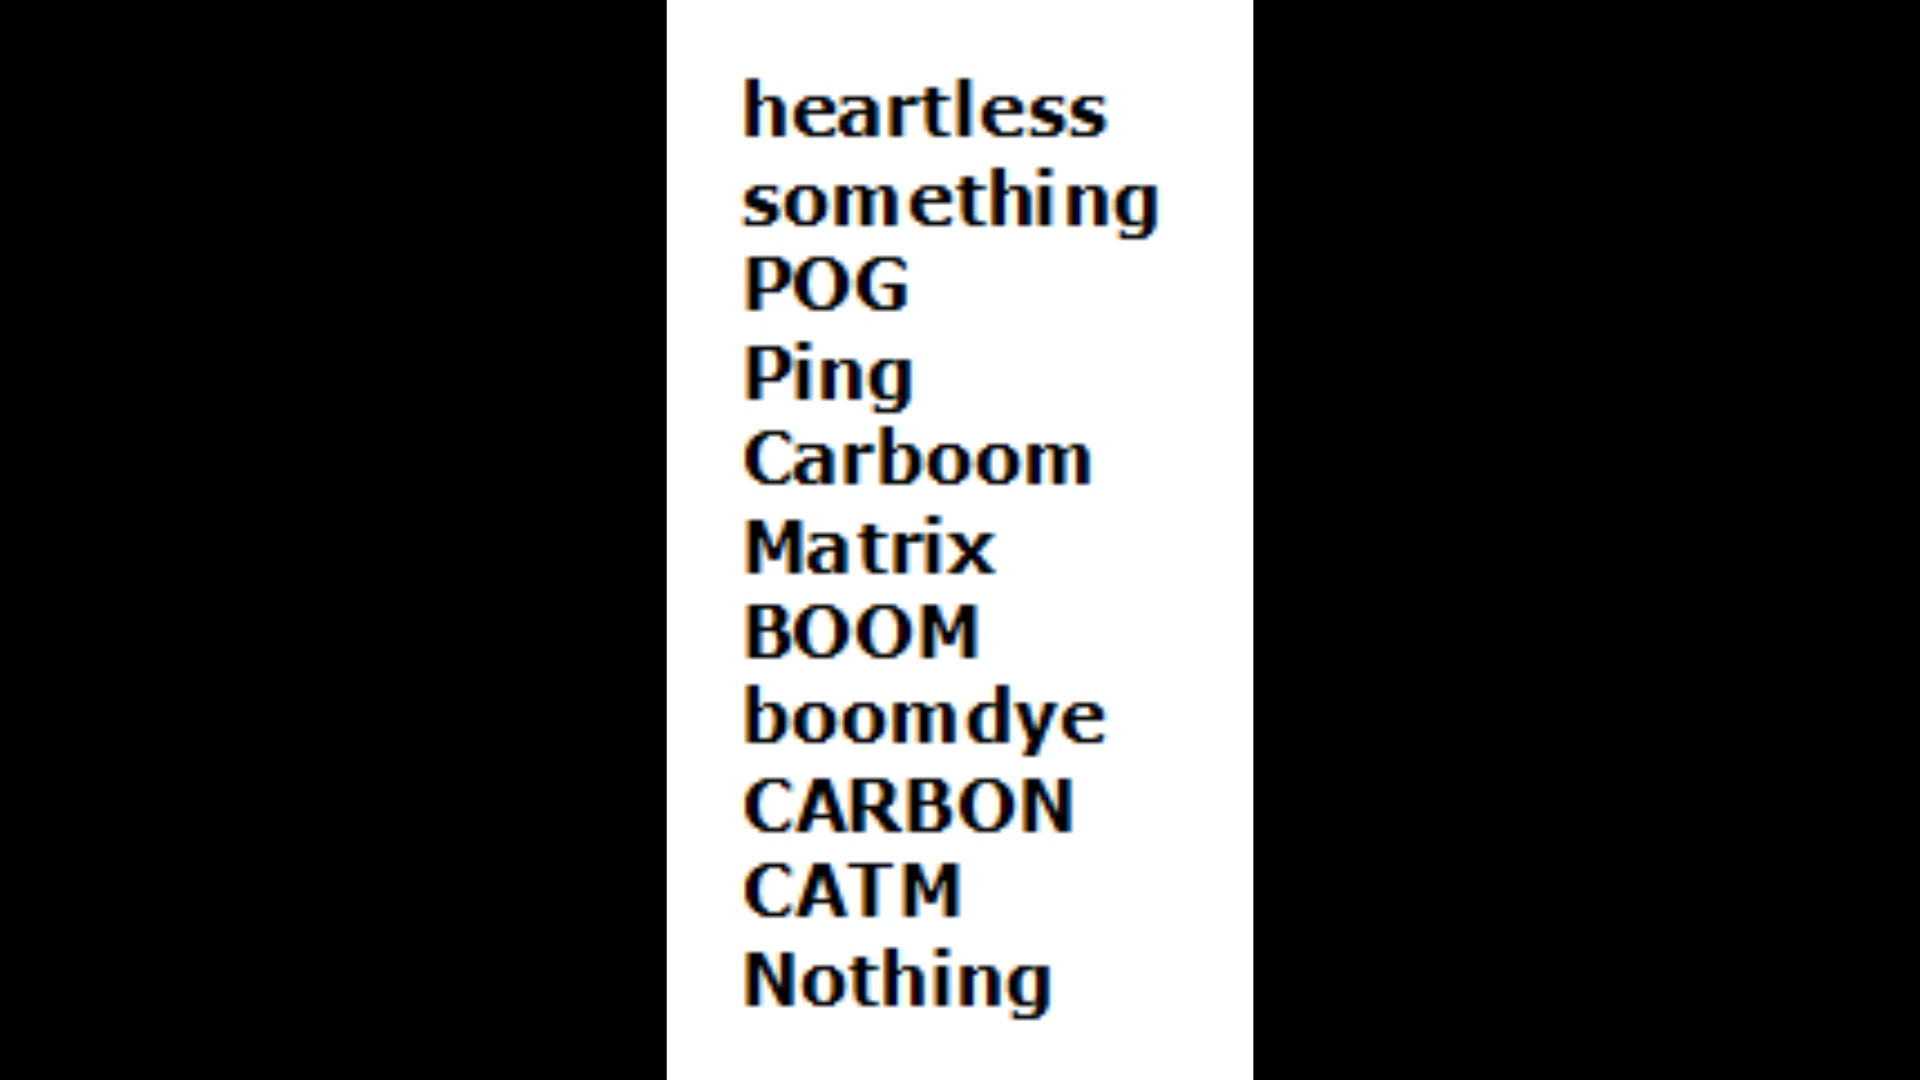 heartless
something
POG
Ping
Carboom
Matrix
BOOM
boomdye
CARBON
CATM
Nothing